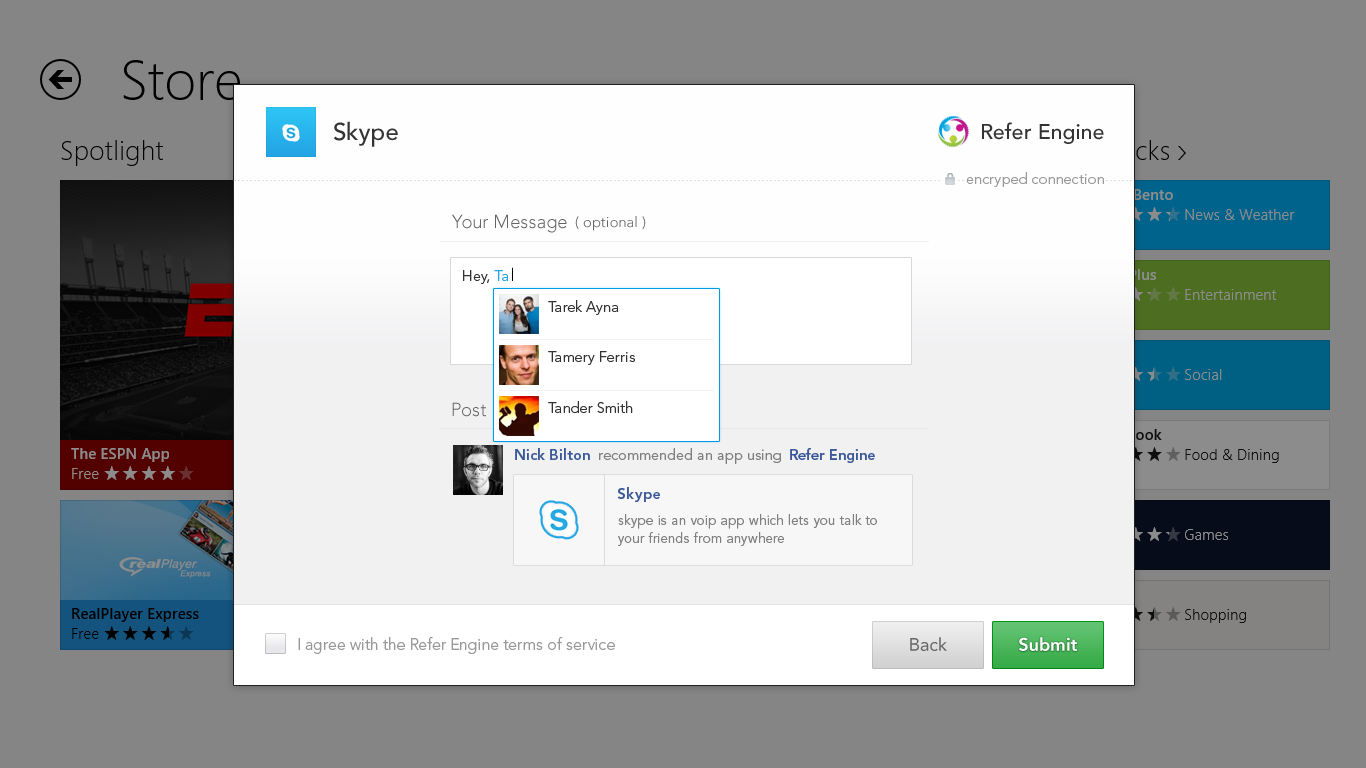 Store
Spotlight
cks >
Skype
Refer Engine
encryped connection
Your Message ( optional )
Hey, Ta
Tarek Ayna
Tamery Ferris
Tander Smith
Post
Nick Bilton recommended an app using Refer Engine
S
Skype
skype is an voip app which lets you talk to
your friends from anywhere
I agree with the Refer Engine terms of service
Back
Submit
The ESPN App
Free
realPlayer
Express
RealPlayer Express
Free
Bento
News & Weather
Plus
Entertainment
Social
ook
Food & Dining
Games
Shopping